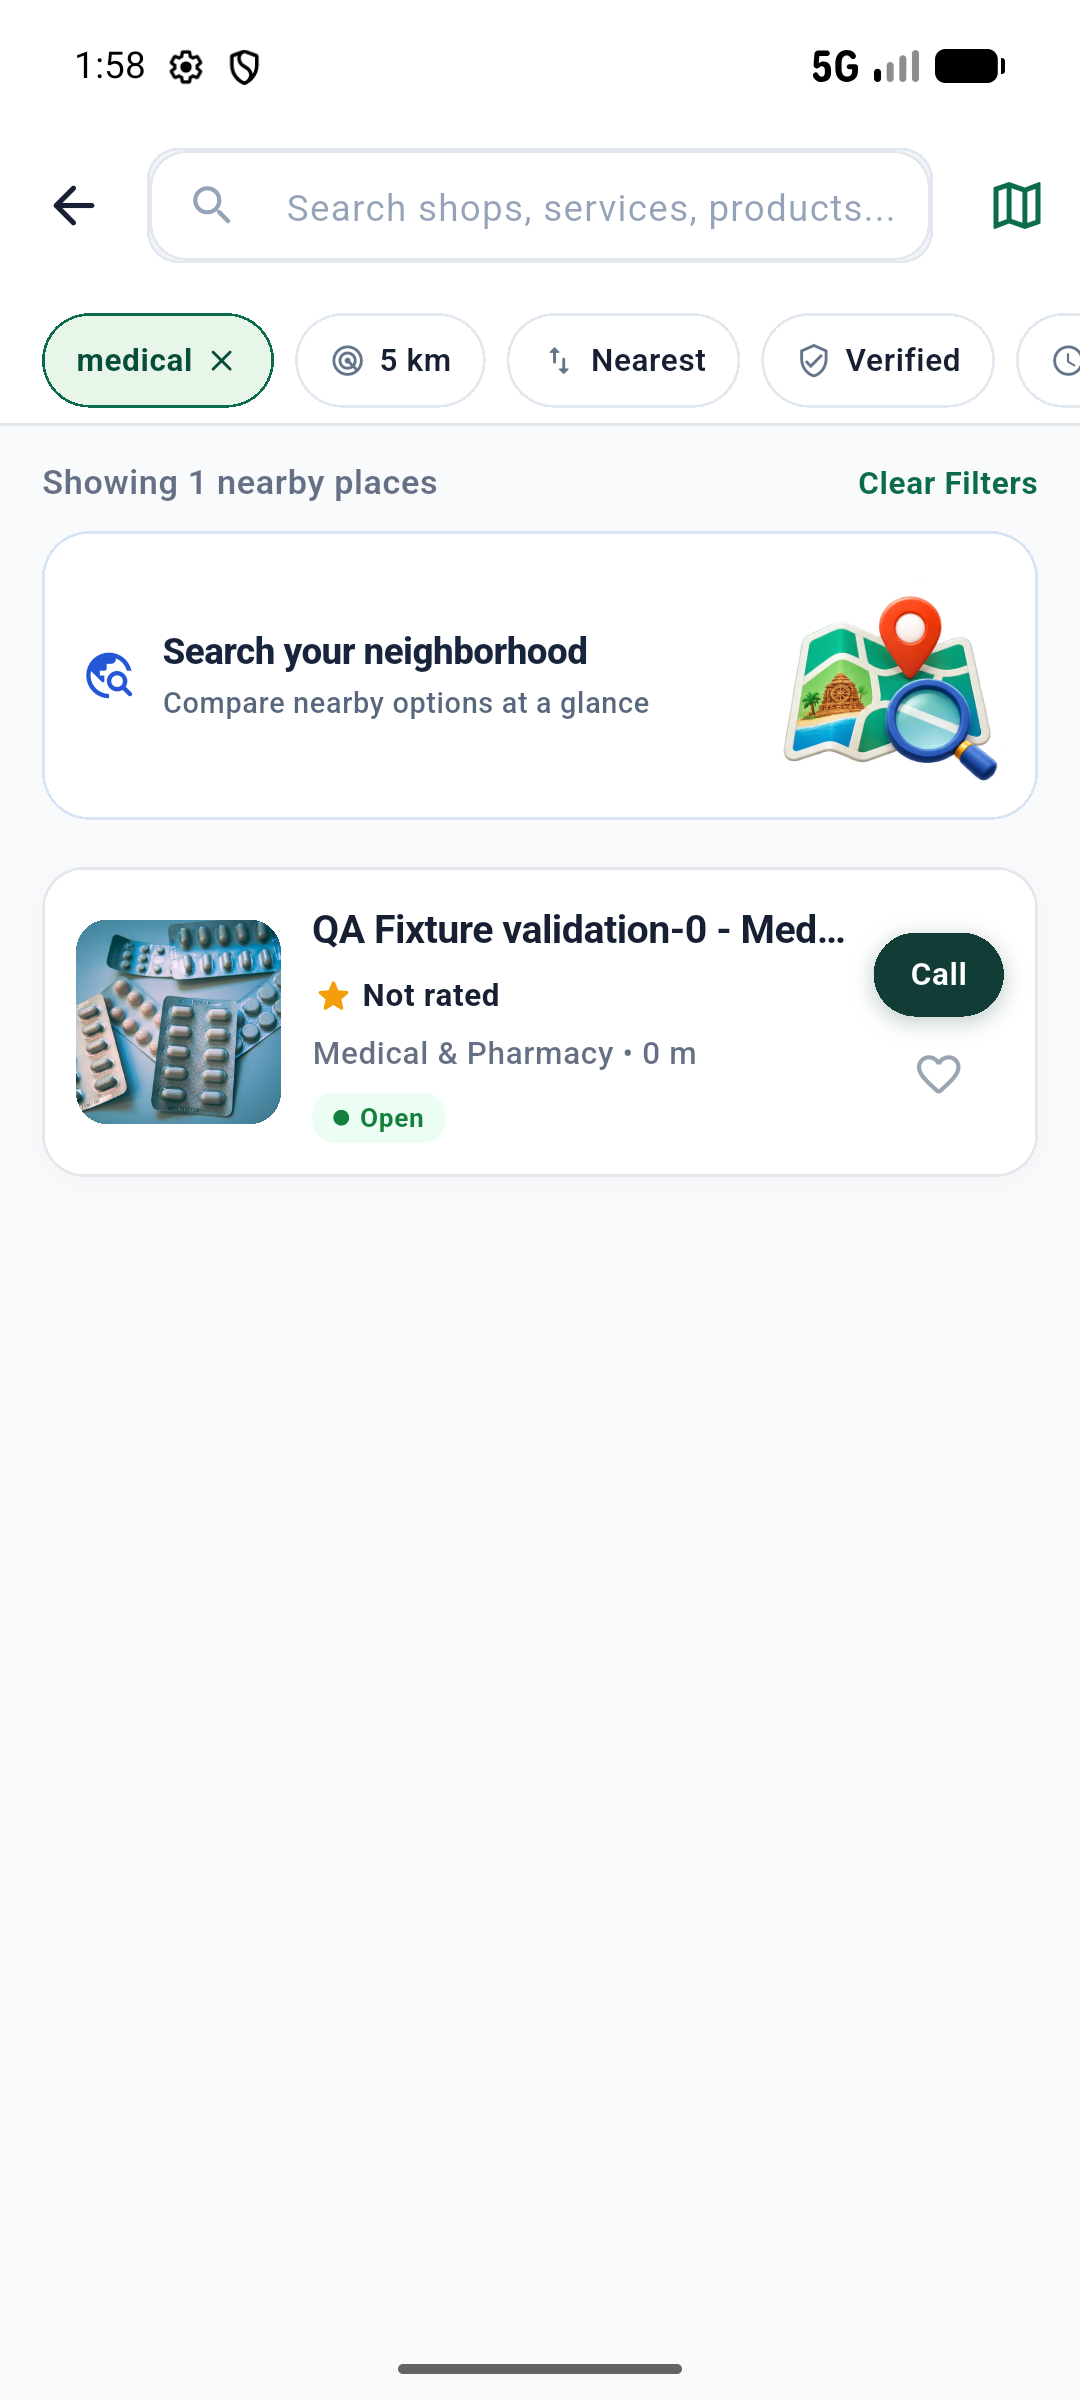 1:58
5G
Search shops, services, products...
medical
5 km
Nearest
Verified
Showing 1 nearby places
Clear Filters
Search your neighborhood
Compare nearby options at a glance
QA Fixture validation-0 - Med...
Call
Not rated
Medical & Pharmacy • 0 m
Open